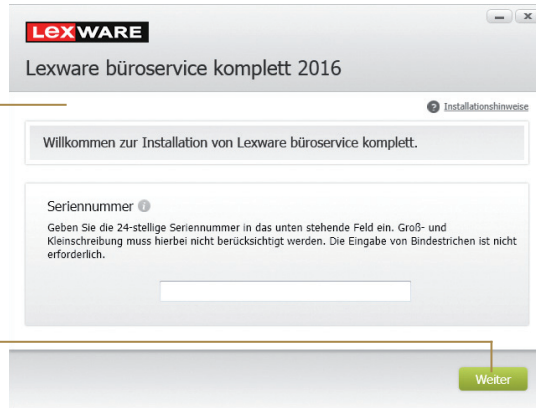 LexWARE
Lexware büroservice komplett 2016
Installationshinweise
Willkommen zur Installation von Lexware büroservice komplett.
Seriennummer
Geben Sie die 24-stellige Seriennummer in das unten stehende Feld ein. Groß- und
Kleinschreibung muss hierbei nicht berücksichtigt werden. Die Eingabe von Bindestrichen ist nicht
erforderlich.
Weiter